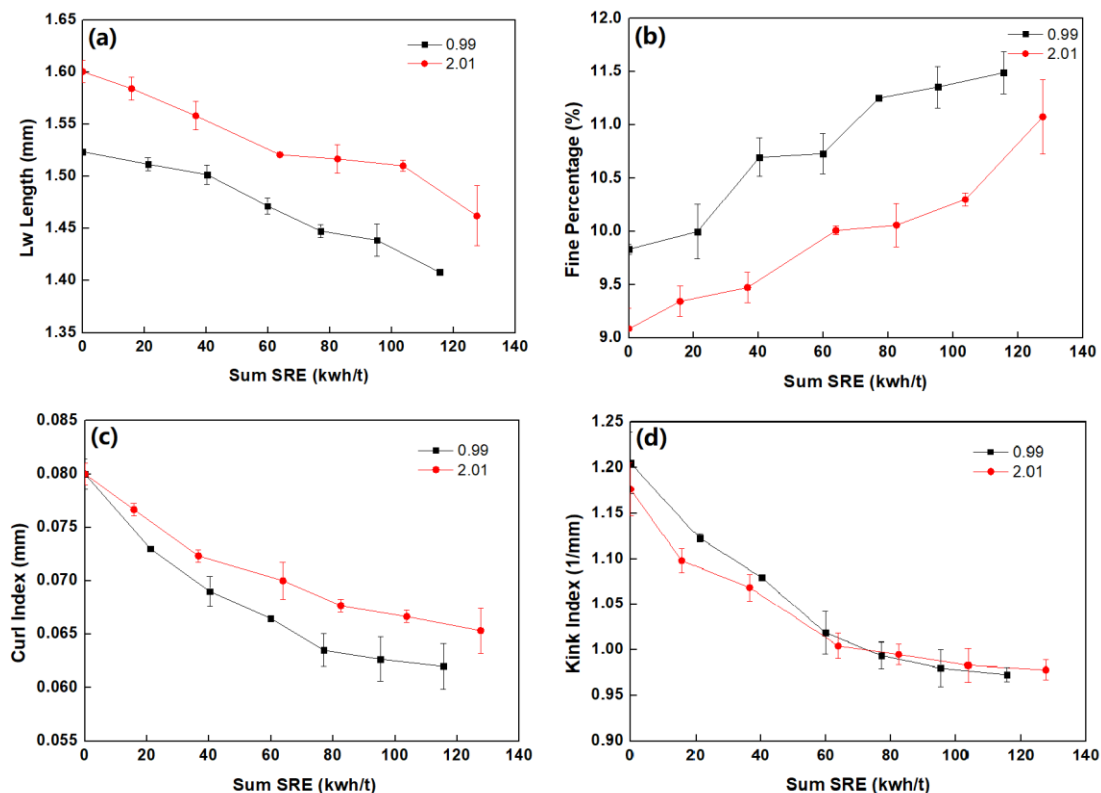 (a)
0.99
2.01
1.65
1.60
1.55
1.50
1.45
1.40
1.35
Lw Length (mm)
0 20 40 60 80 100 120 140
Sum SRE (kwh/t)
(b)
0.99
2.01
12.0
11.5
11.0
10.5
10.0
9.5
9.0
Fine Percentage (%)
0 20 40 60 80 100 120 140
Sum SRE (kwh/t)
(c)
0.99
2.01
0.085
0.080
0.075
0.070
0.065
0.060
0.055
Curl Index (mm)
0 20 40 60 80 100 120 140
Sum SRE (kwh/t)
(d)
0.99
2.01
1.25
1.20
1.15
1.10
1.05
1.00
0.95
0.90
Kink Index (1/mm)
0 20 40 60 80 100 120 140
Sum SRE (kwh/t)